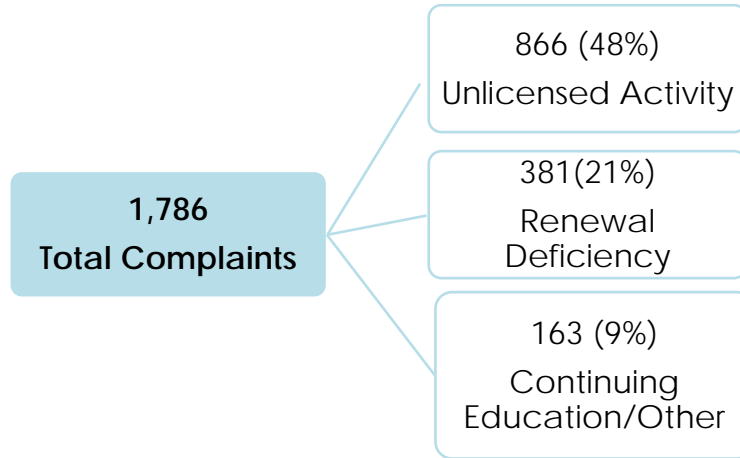 1,786
Total Complaints
866 (48%)
Unlicensed Activity
381(21%)
Renewal
Deficiency
163 (9%)
Continuing
Education/Other